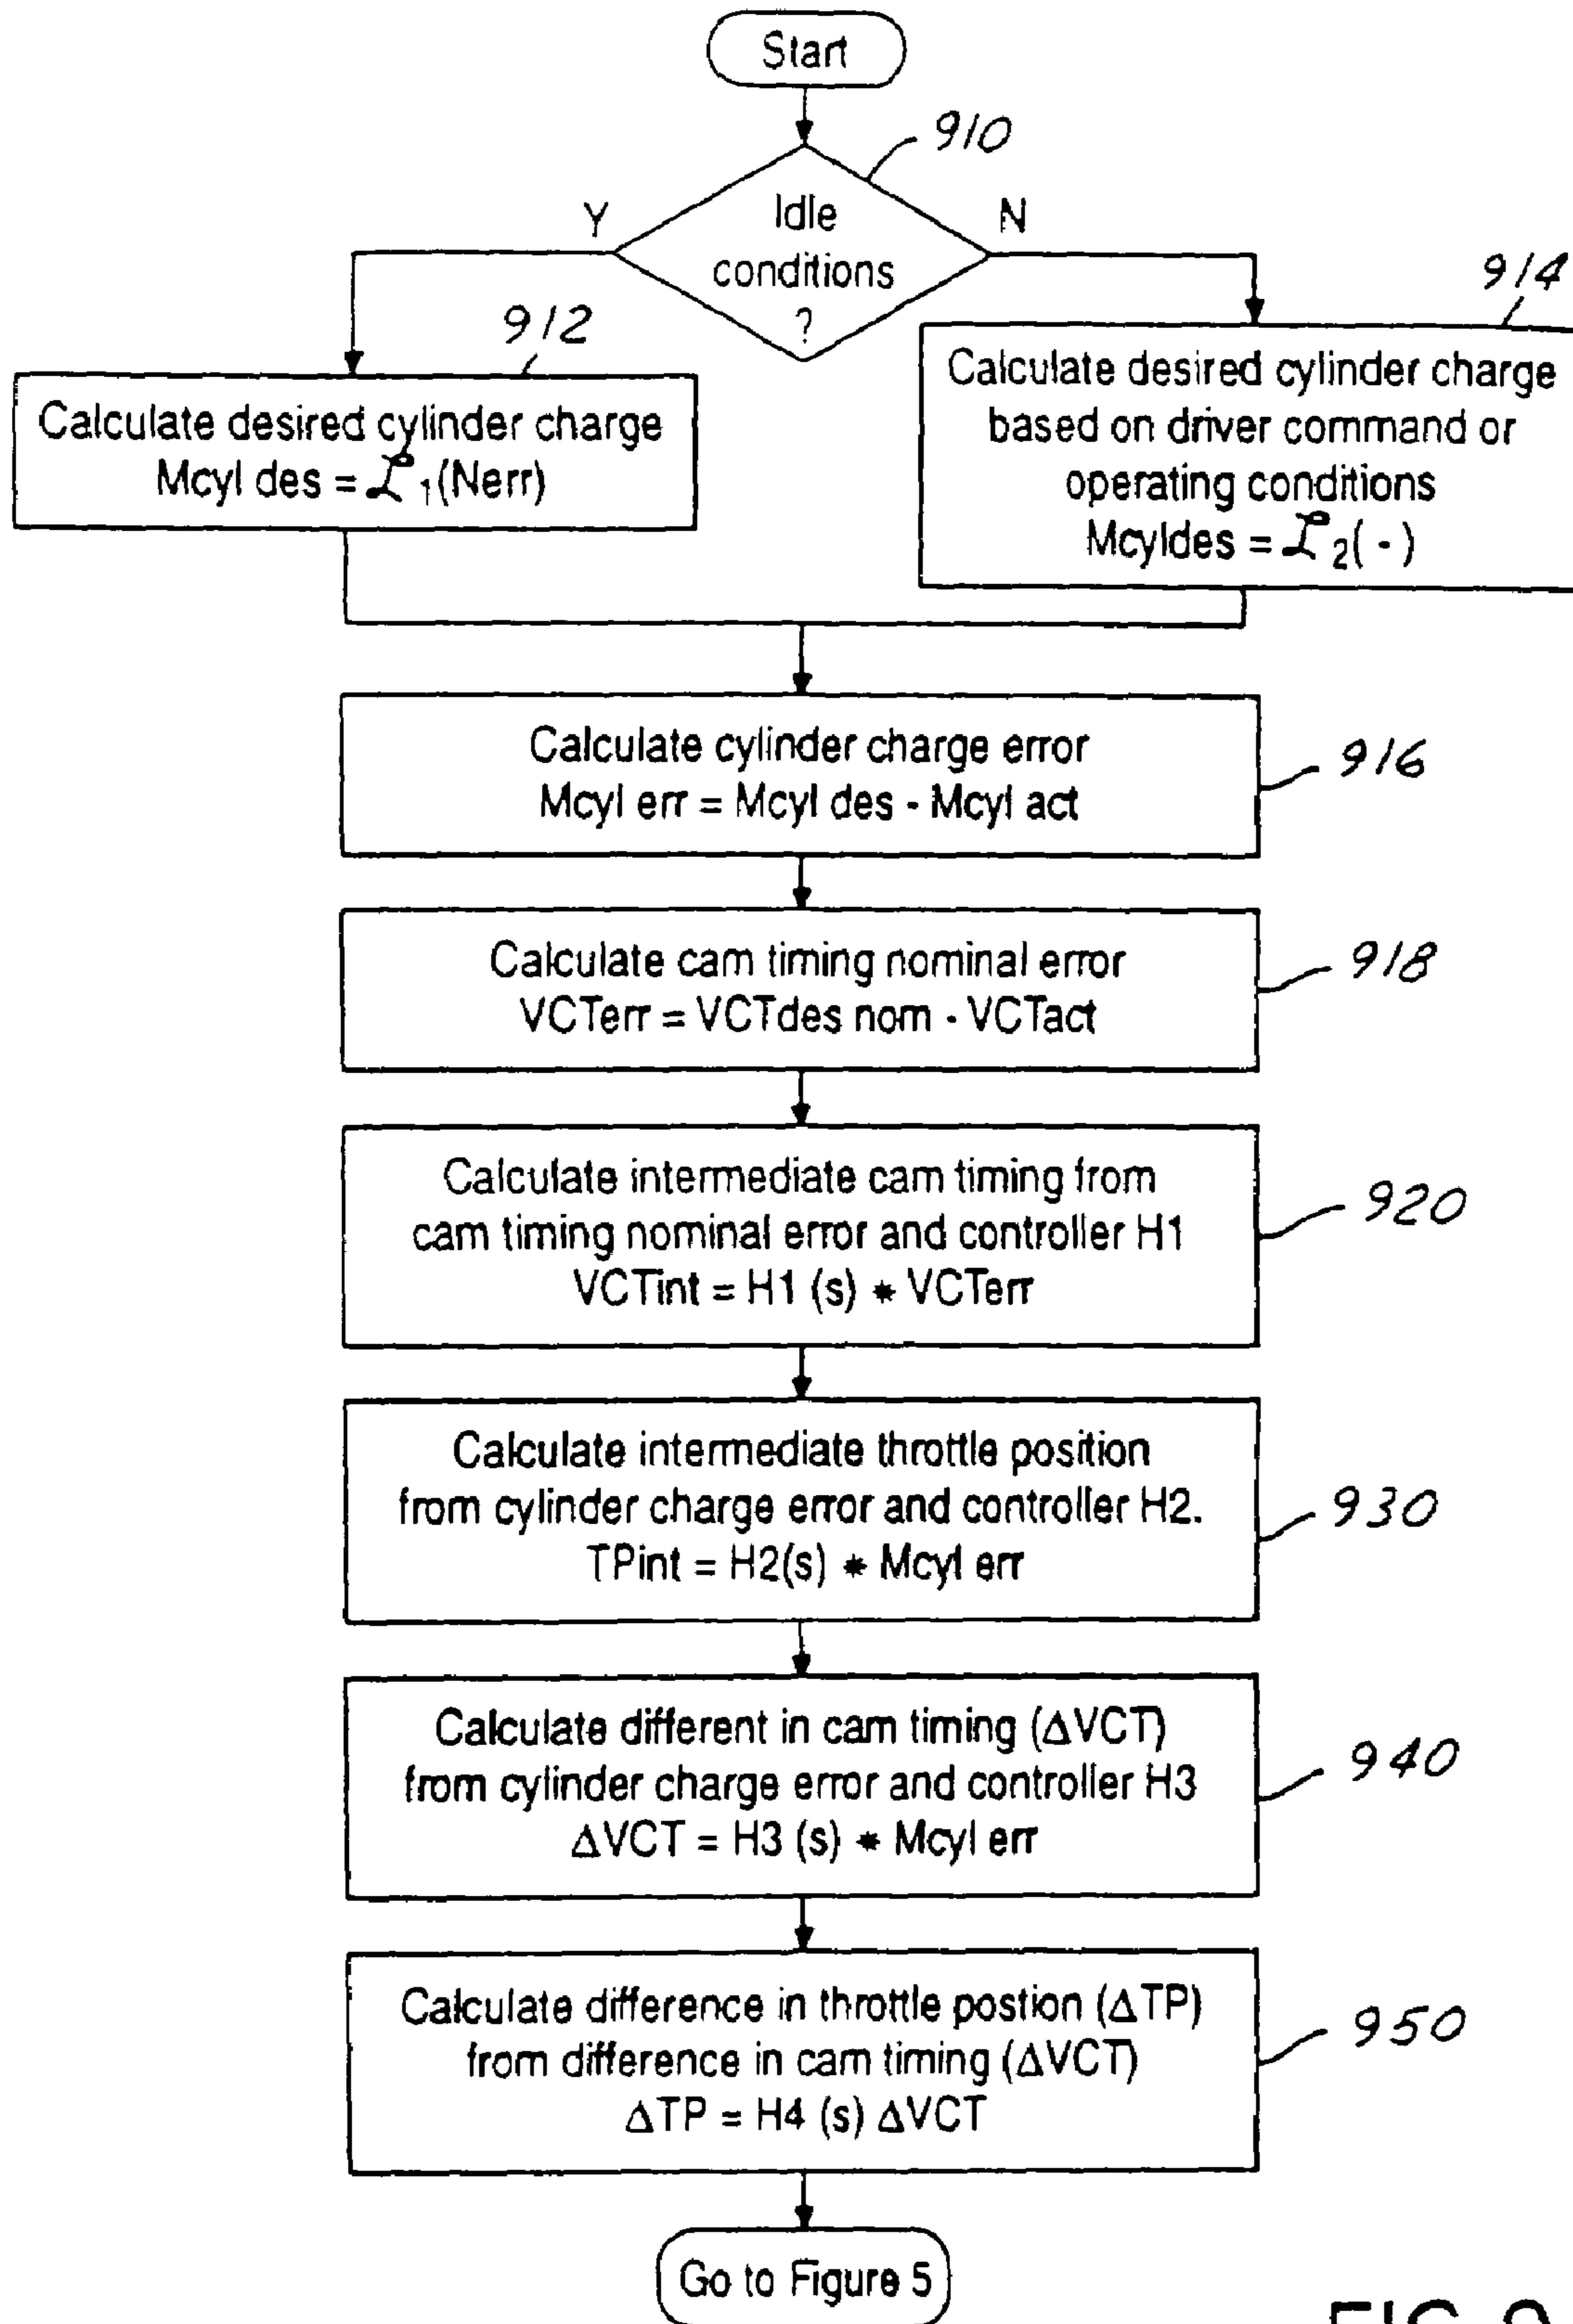 Start
910
Idle
conditions
?
Y
N
912
914
Calculate desired cylinder charge
Mcyl des = ℒ1(Nerr)
Calculate desired cylinder charge
based on driver command or
operating conditions
Mcyldes = ℒ2( - )
Calculate cylinder charge error
Mcyl err = Mcyl des - Mcyl act
916
Calculate cam timing nominal error
VCTerr = VCTdes nom - VCTact
918
Calculate intermediate cam timing from
cam timing nominal error and controller H1
VCTint = H1 (s) * VCTerr
920
Calculate intermediate throttle position
from cylinder charge error and controller H2.
TPint = H2(s) * Mcyl err
930
Calculate different in cam timing (ΔVCT)
from cylinder charge error and controller H3
ΔVCT = H3 (s) * Mcyl err
940
Calculate difference in throttle postion (ΔTP)
from difference in cam timing (ΔVCT)
ΔTP = H4 (s) ΔVCT
950
Go to Figure 5